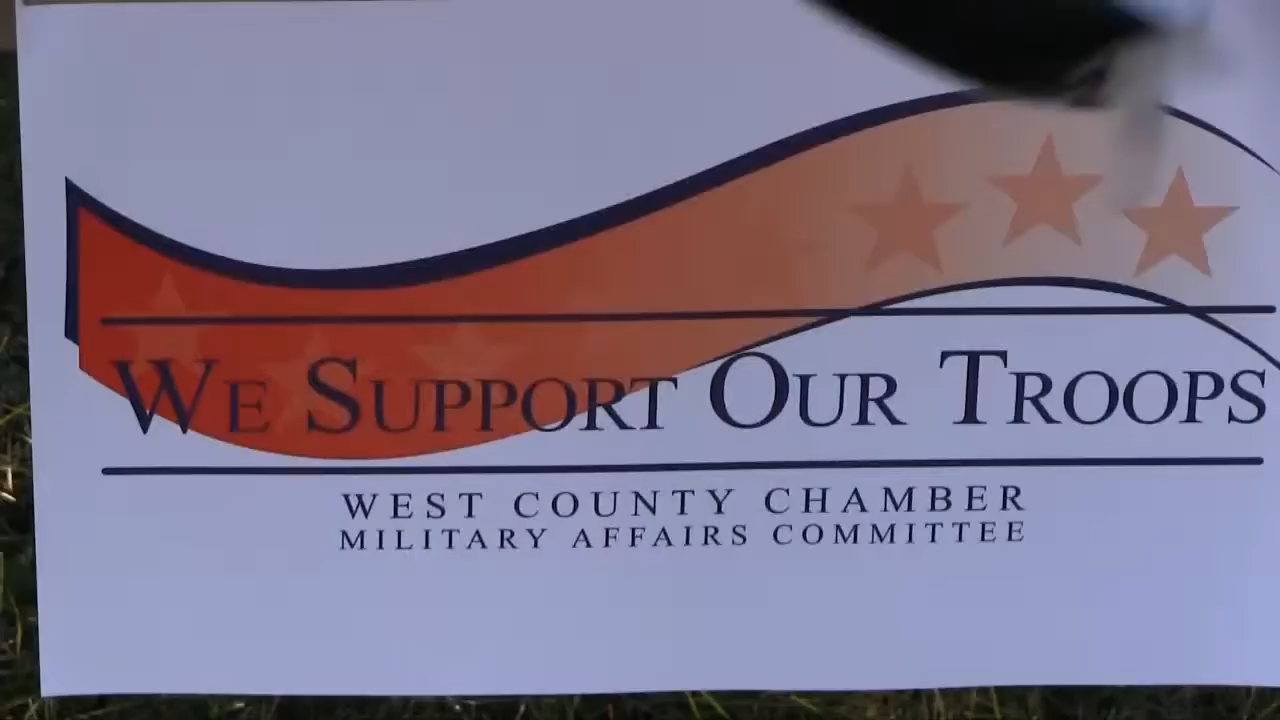 We Support Our Troops
WEST COUNTY CHAMBER
MILITARY AFFAIRS COMMITTEE